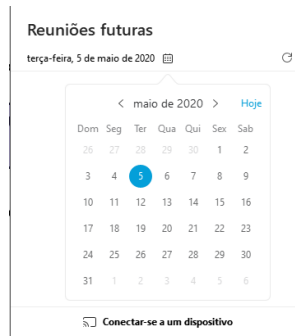 Reuniões futuras
terça-feira, 5 de maio de 2020
< maio de 2020 > Hoje
Dom Seg Ter Qua Qui Sex Sab
26 27 28 29 30 1 2
3 4 5 6 7 8 9
10 11 12 13 14 15 16
17 18 19 20 21 22 23
24 25 26 27 28 29 30
31 1 2 3 4 5 6
Conectar-se a um dispositivo